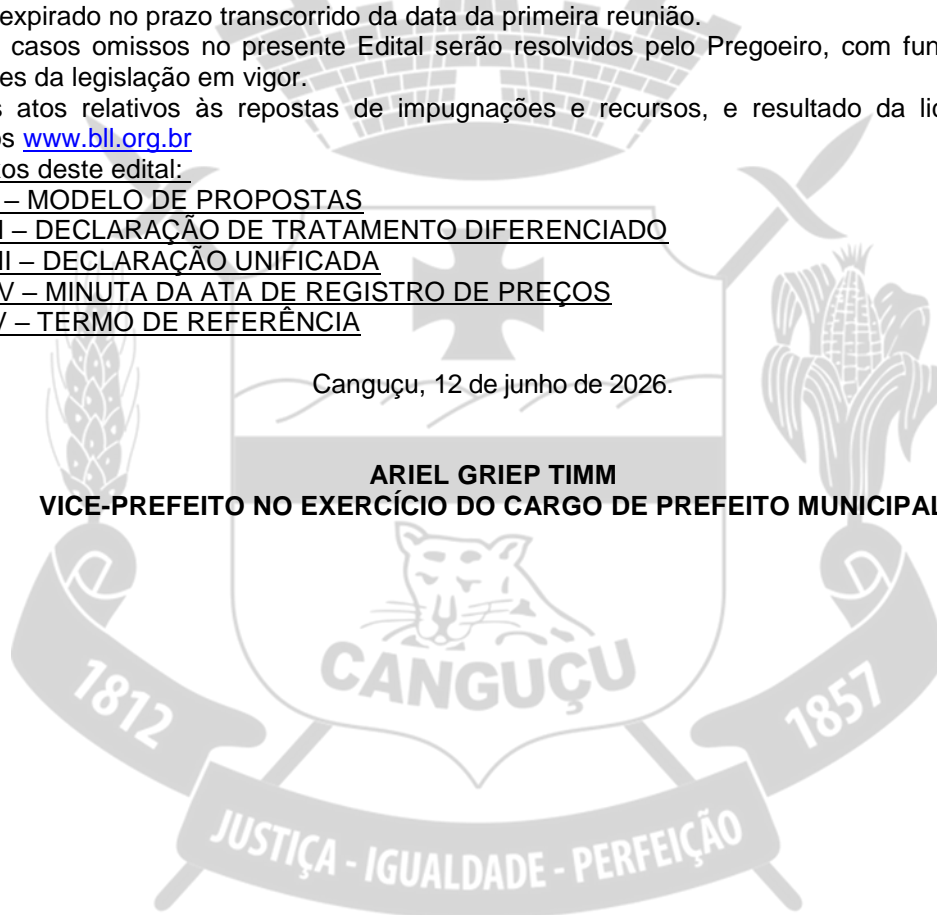 expirado no prazo transcorrido da data da primeira reunião.
casos omissos no presente Edital serão resolvidos pelo Pregoeiro, com fun
es da legislação em vigor.
s atos relativos às repostas de impugnações e recursos, e resultado da lic
os www.bll.org.br
xos deste edital:
– MODELO DE PROPOSTAS
I – DECLARAÇÃO DE TRATAMENTO DIFERENCIADO
II – DECLARAÇÃO UNIFICADA
V – MINUTA DA ATA DE REGISTRO DE PREÇOS
V – TERMO DE REFERÊNCIA
Canguçu, 12 de junho de 2026.
ARIEL GRIEP TIMM
VICE-PREFEITO NO EXERCÍCIO DO CARGO DE PREFEITO MUNICIPAL
CANGUÇU
1812
1857
JUSTIÇA - IGUALDADE - PERFEIÇÃO